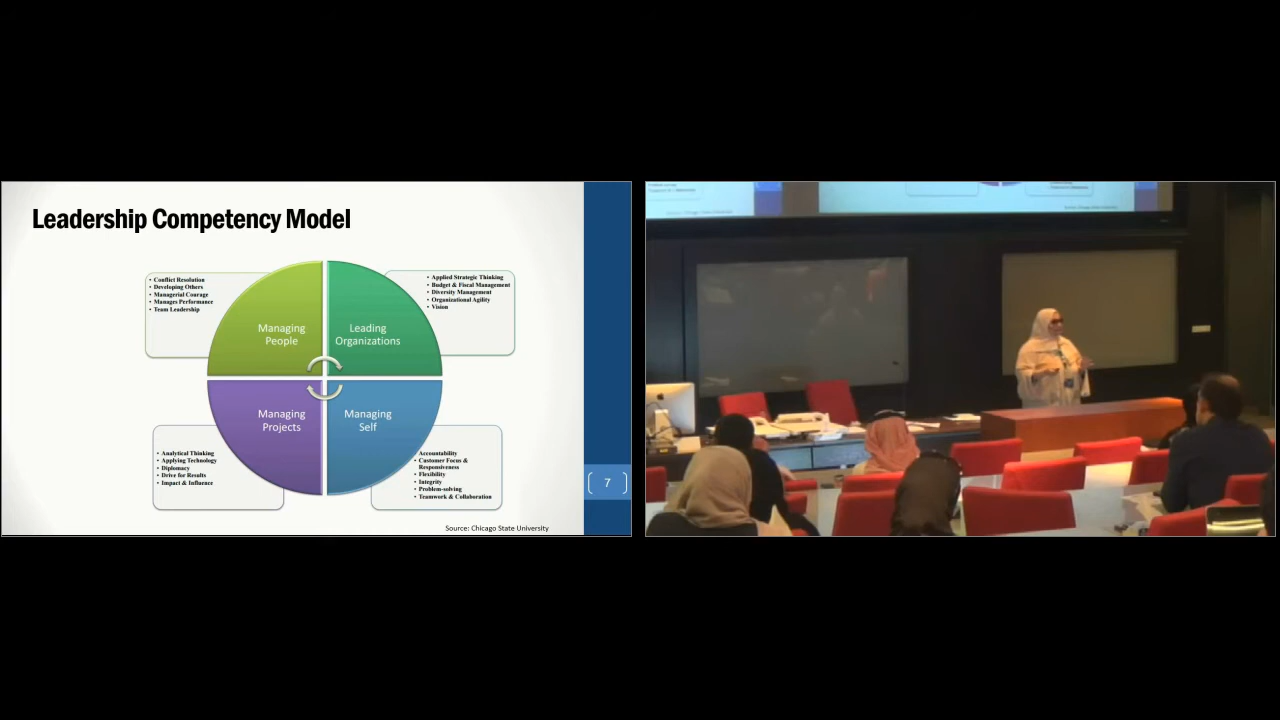 Leadership Competency Model
• Conflict Resolution
• Developing Others
• Managerial Courage
• Manages Performance
• Team Leadership
• Applied Strategic Thinking
• Budget & Fiscal Management
• Diversity Management
• Organizational Agility
• Vision
Managing
People
Leading
Organizations
Managing
Projects
Managing
Self
• Analytical Thinking
• Applying Technology
• Diplomacy
• Drive for Results
• Impact & Influence
Accountability
• Customer Focus &
Responsiveness
• Flexibility
• Integrity
• Problem-solving
• Teamwork & Collaboration
7
Source: Chicago State University